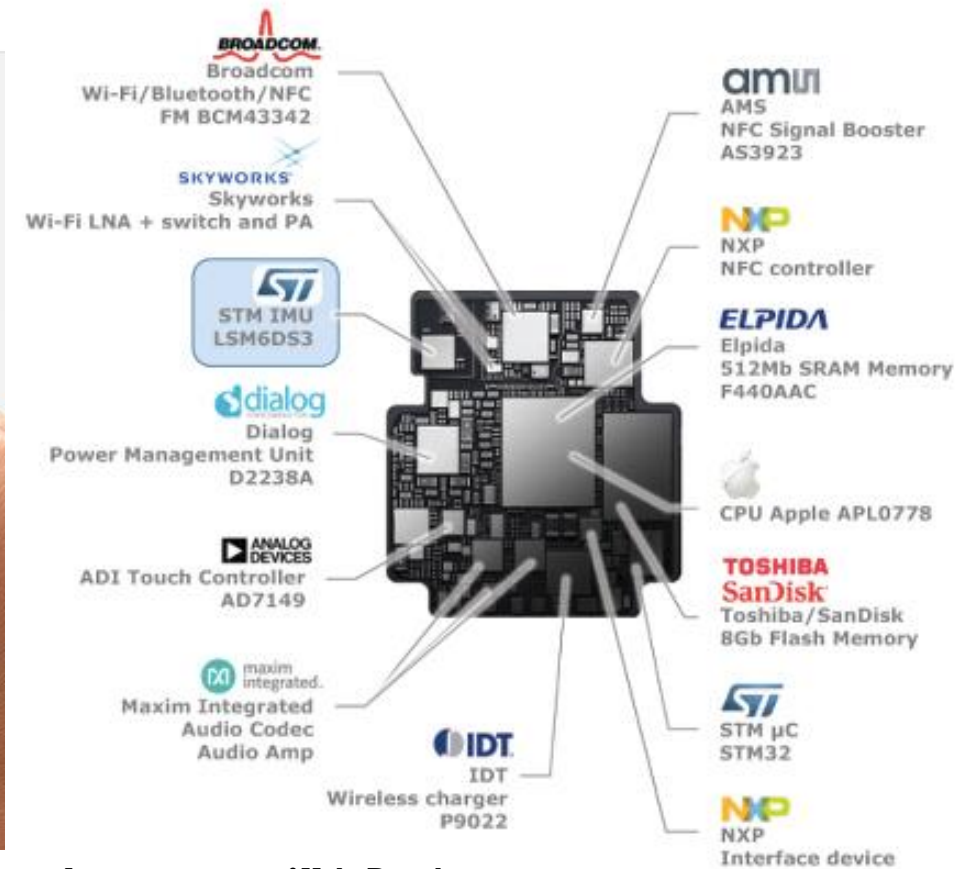 BROADCOM.
Broadcom
Wi-Fi/Bluetooth/NFC
FM BCM43342
SKYWORKS
Skyworks
Wi-Fi LNA + switch and PA
ST
STM IMU
LSM6DS3
dialog
Dialog
Power Management Unit
D2238A
ANALOG
DEVICES
ADI Touch Controller
AD7149
maxim
integrated.
Maxim Integrated
Audio Codec
Audio Amp
IDT
IDT
Wireless charger
P9022
amu
AMS
NFC Signal Booster
AS3923
NXP
NXP
NFC controller
ELPIDA
Elpida
512Mb SRAM Memory
F440AAC
CPU Apple APL0778
TOSHIBA
SanDisk
Toshiba/SanDisk
8Gb Flash Memory
ST
STM µC
STM32
NXP
NXP
Interface device